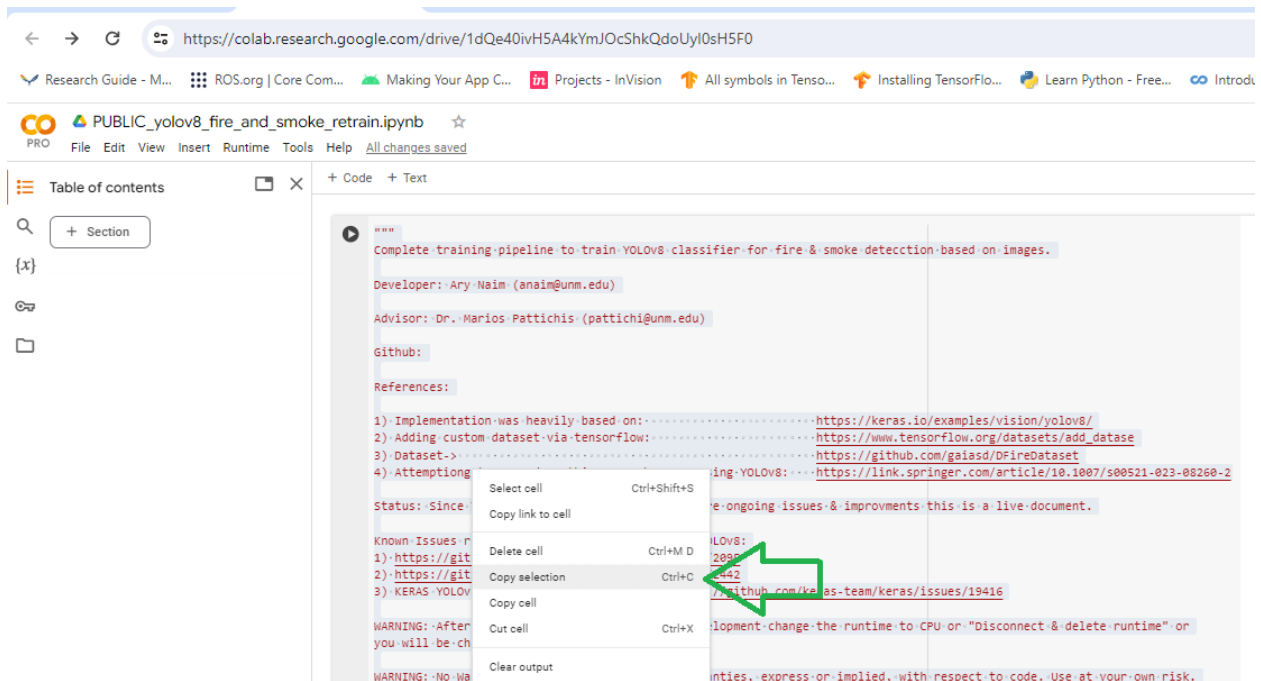 https://colab.research.google.com/drive/1dQe40ivH5A4kYmJOcShkQdoUyI0sH5F0
Research Guide - M... ROS.org | Core Com... Making Your App C... in Projects - InVision All symbols in Tenso... Installing TensorFlo... Learn Python - Free... Introdu
CO PRO
PUBLIC_yolov8_fire_and_smoke_retrain.ipynb
File Edit View Insert Runtime Tools Help All changes saved
Table of contents
+ Code + Text
+ Section
{x}
"""
Complete training pipeline to train YOLOv8 classifier for fire & smoke detecction based on images.
Developer: Ary Naim (anaim@unm.edu)
Advisor: Dr. Marios Pattichis (pattichi@unm.edu)
Github:
References:
1) Implementation was heavily based on: https://keras.io/examples/vision/yolov8/
2) Adding custom dataset via tensorflow: https://www.tensorflow.org/datasets/add_datase
3) Dataset-> https://github.com/gaiasd/DFireDataset
4) Attemptiong sing YOLOv8: https://link.springer.com/article/10.1007/s00521-023-08260-2
Select cell Ctrl+Shift+S
Status: Since e ongoing issues & improvments this is a live document.
Copy link to cell
Known Issues r LOv8:
Delete cell Ctrl+M D
1) https://git 209
2) https://git 2442
Copy selection Ctrl+C
3) KERAS YOLOv //github.com/keras-team/keras/issues/19416
Copy cell
WARNING: After lopment change the runtime to CPU or "Disconnect & delete runtime" or
Cut cell Ctrl+X
you will be ch
Clear output
WARNING: No Wa nties, express or implied, with respect to code. Use at your own risk.